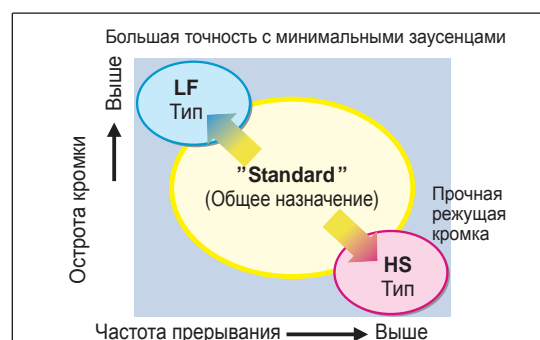 Большая точность с минимальными заусенцами
Острота кромки
Выше
LF
Тип
”Standard”
(Общее назначение)
Прочная
режущая
кромка
HS
Тип
Частота прерывания
Выше